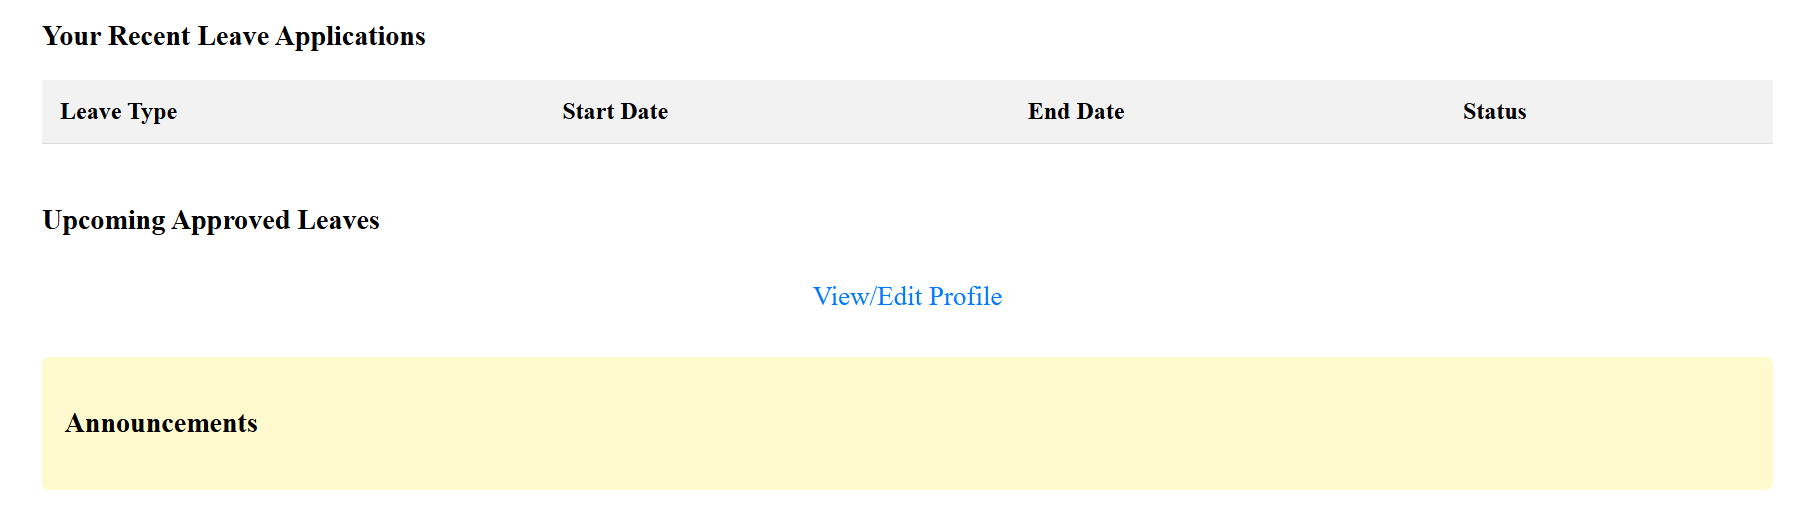 Your Recent Leave Applications
Leave Type Start Date End Date Status
Upcoming Approved Leaves
View/Edit Profile
Announcements